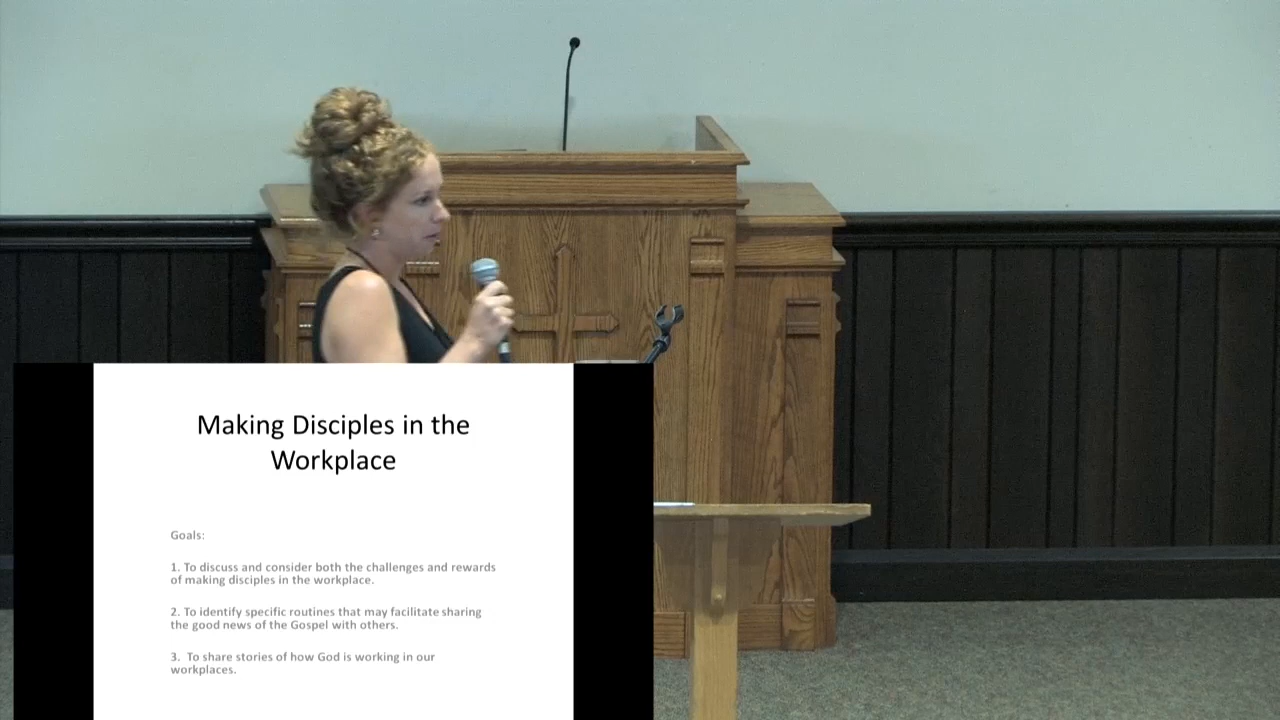 Making Disciples in the
Workplace
Goals:
1. To discuss and consider both the challenges and rewards
of making disciples in the workplace.
2. To identify specific routines that may facilitate sharing
the good news of the Gospel with others.
3.  To share stories of how God is working in our
workplaces.